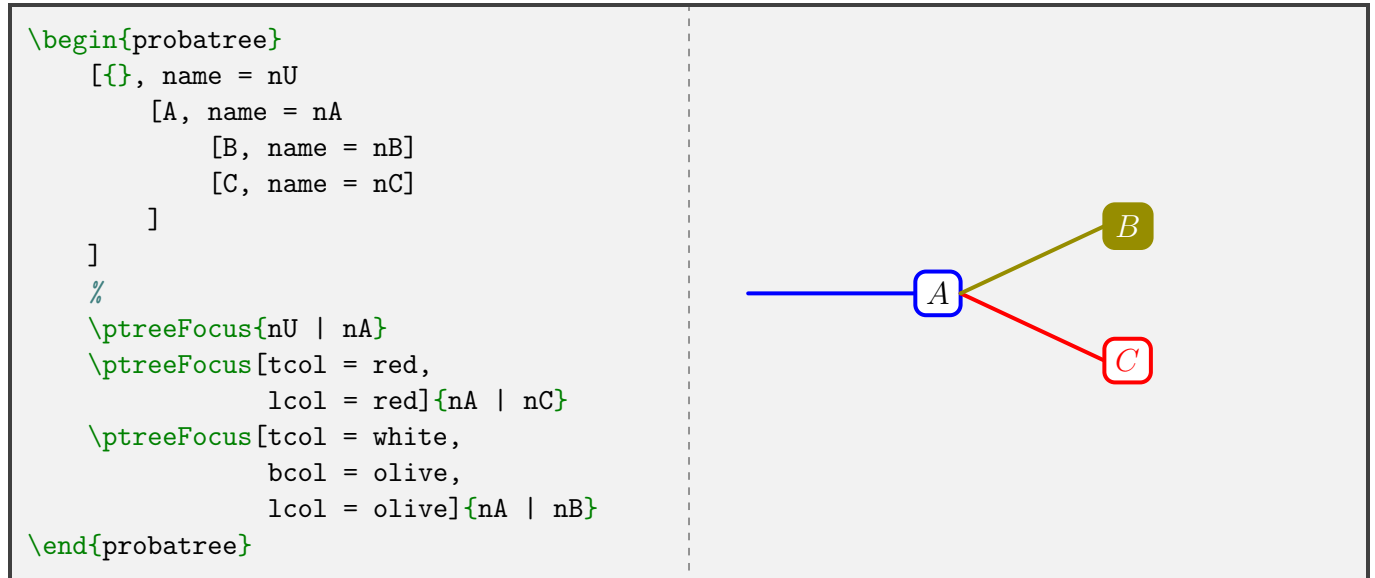 \begin{probatree}
    [{}, name = nU
        [A, name = nA
            [B, name = nB]
            [C, name = nC]
        ]
    ]
    %
    \ptreeFocus{nU | nA}
    \ptreeFocus[tcol = red,
                lcol = red]{nA | nC}
    \ptreeFocus[tcol = white,
                bcol = olive,
                lcol = olive]{nA | nB}
\end{probatree}
B
A
C